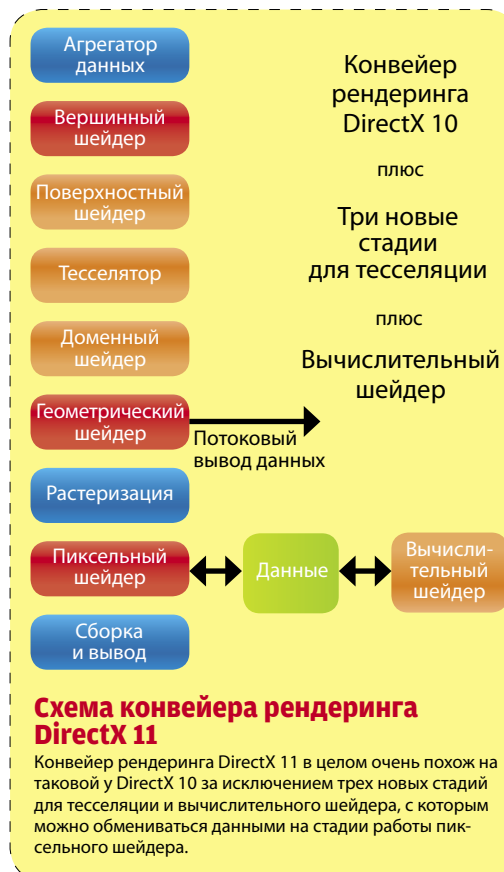 Агрегатор
данных
Вершинный
шейдер
Поверхностный
шейдер
Тесселятор
Доменный
шейдер
Геометрический
шейдер
Растеризация
Пиксельный
шейдер
Сборка
и вывод
Конвейер
рендеринга
DirectX 10
плюс
Три новые
стадии
для тесселяции
плюс
Вычислительный
шейдер
Потоковый
вывод данных
Данные
Вычисли-
тельный
шейдер
Схема конвейера рендеринга
DirectX 11
Конвейер рендеринга DirectX 11 в целом очень похож на
таковой у DirectX 10 за исключением трех новых стадий
для тесселяции и вычислительного шейдера, с которым
можно обмениваться данными на стадии работы пик-
сельного шейдера.